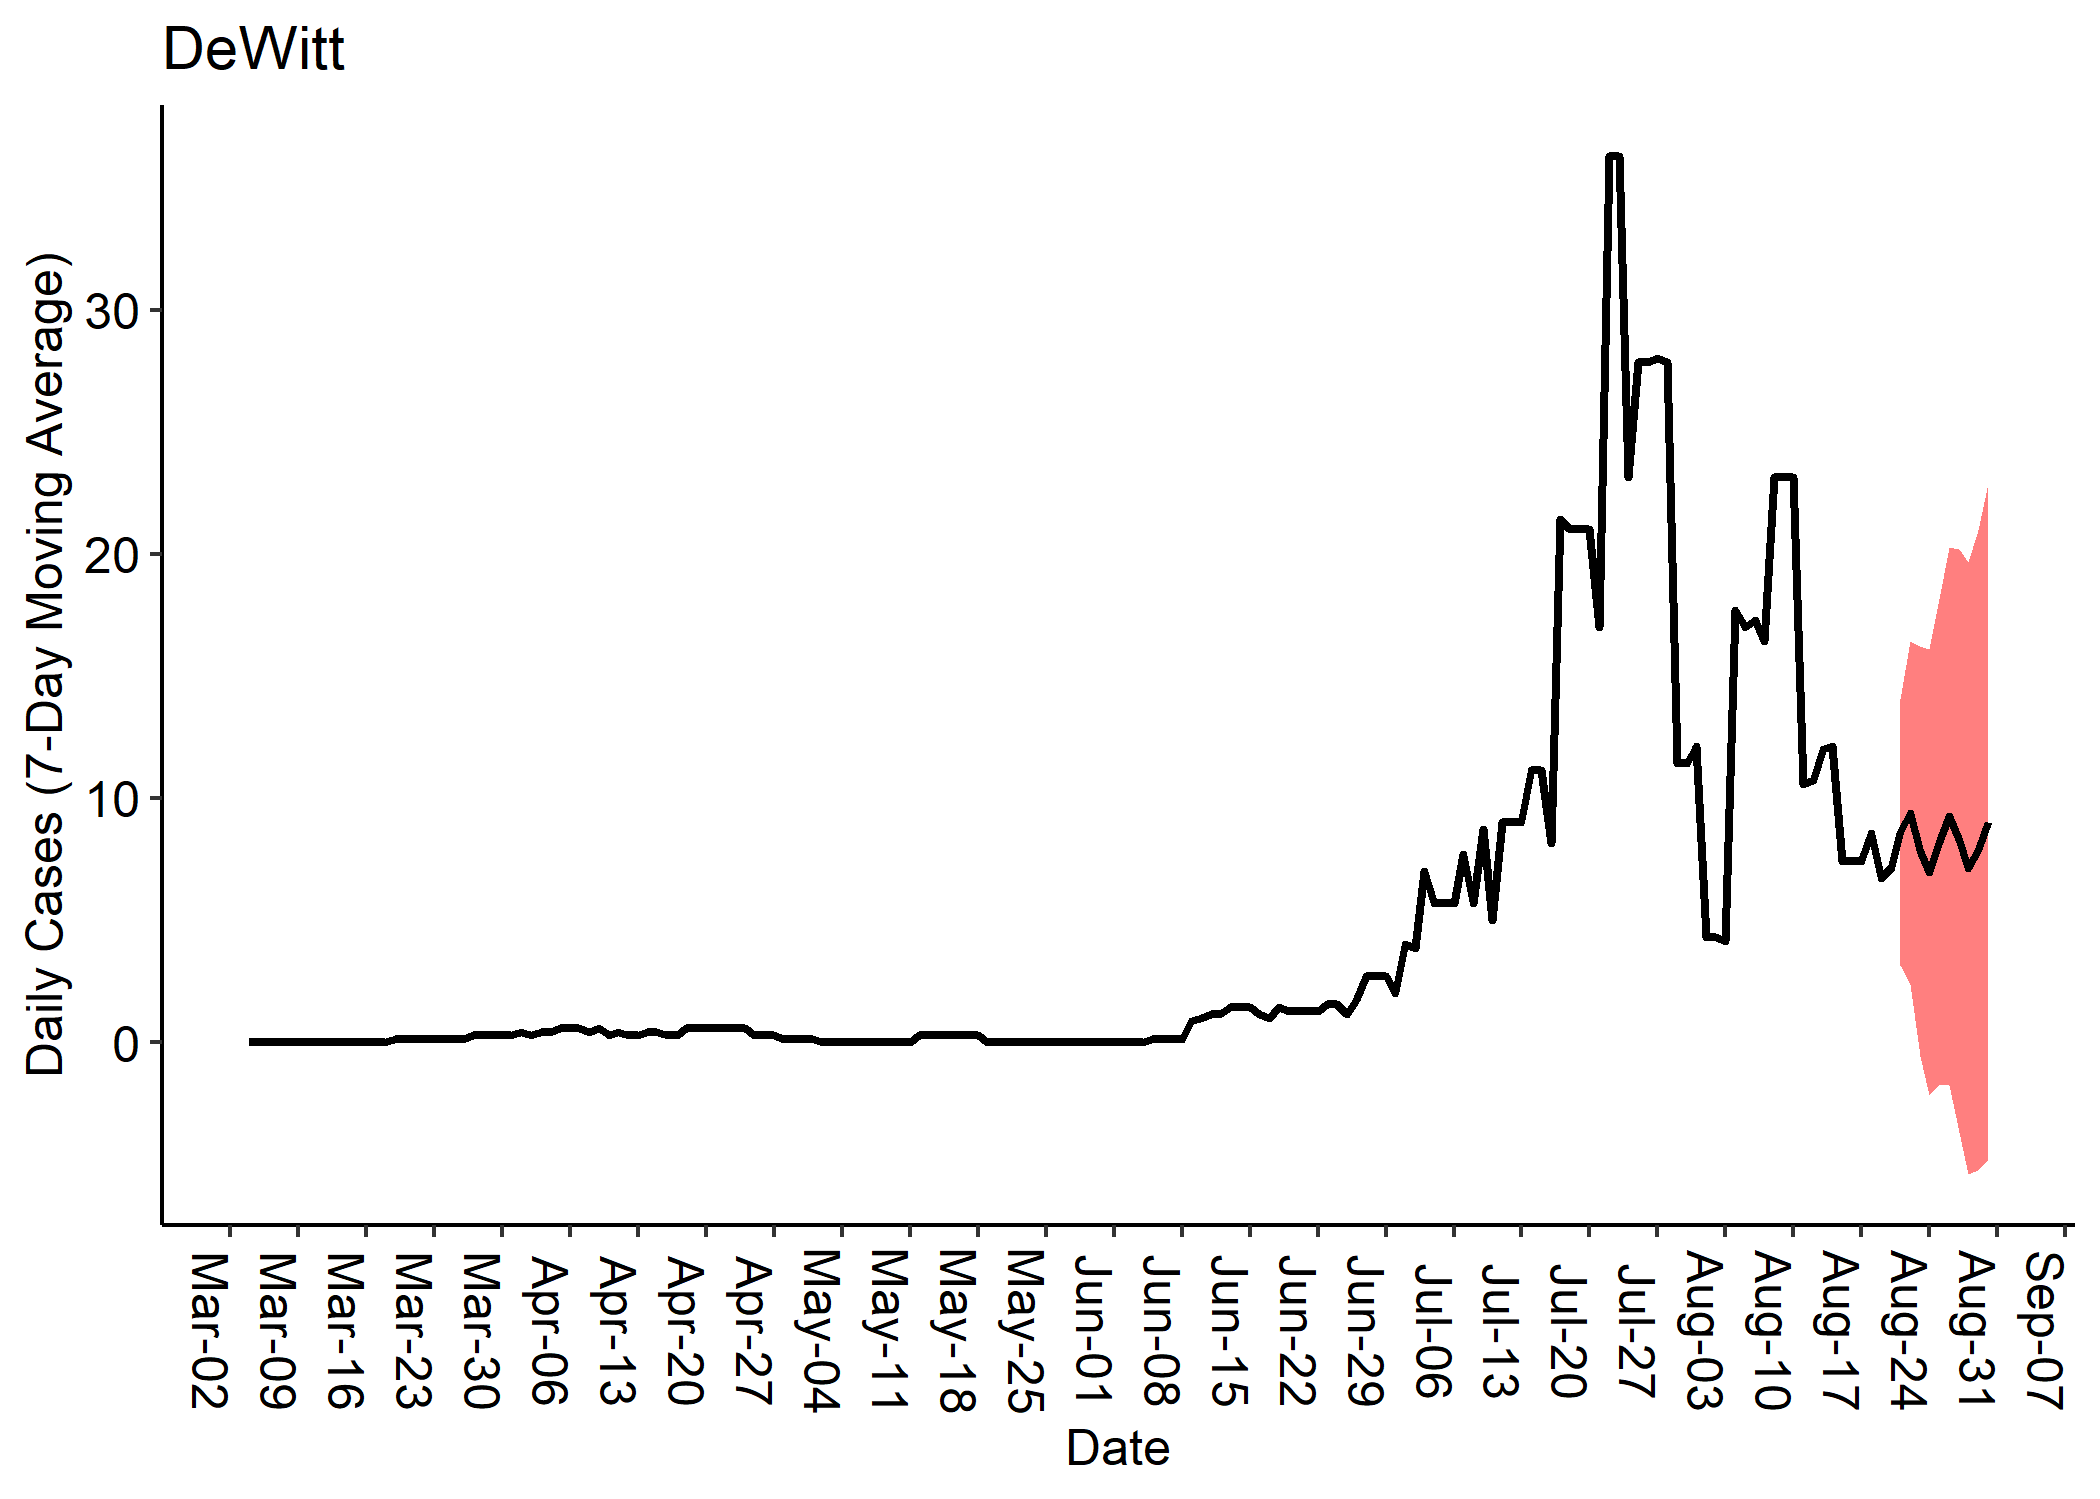 DeWitt
Daily Cases (7-Day Moving Average)
30
20
10
0
Mar-02
Mar-09
Mar-16
Mar-23
Mar-30
Apr-06
Apr-13
Apr-20
Apr-27
May-04
May-11
May-18
May-25
Jun-01
Jun-08
Jun-15
Jun-22
Jun-29
Jul-06
Jul-13
Jul-20
Jul-27
Aug-03
Aug-10
Aug-17
Aug-24
Aug-31
Sep-07
Date